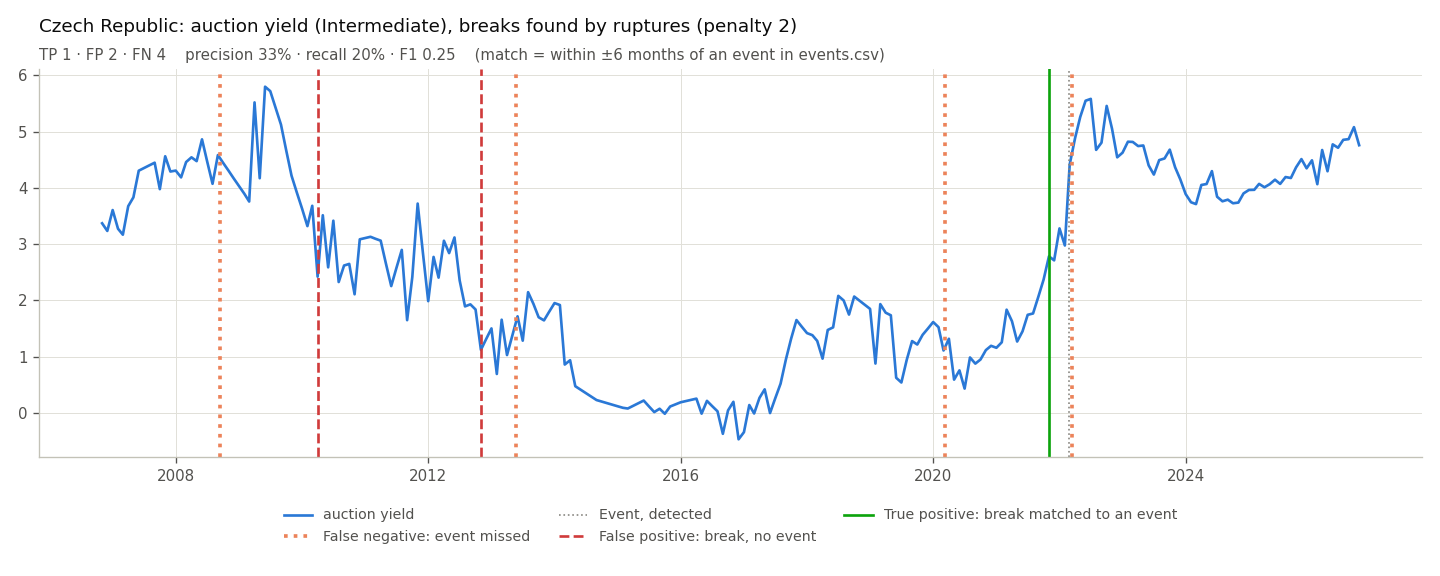 Czech Republic: auction yield (Intermediate), breaks found by ruptures (penalty 2)
TP 1 · FP 2 · FN 4    precision 33% · recall 20% · F1 0.25    (match = within ±6 months of an event in events.csv)
6
5
4
3
2
1
0
2008 2012 2016 2020 2024
auction yield
Event, detected
True positive: break matched to an event
False negative: event missed
False positive: break, no event